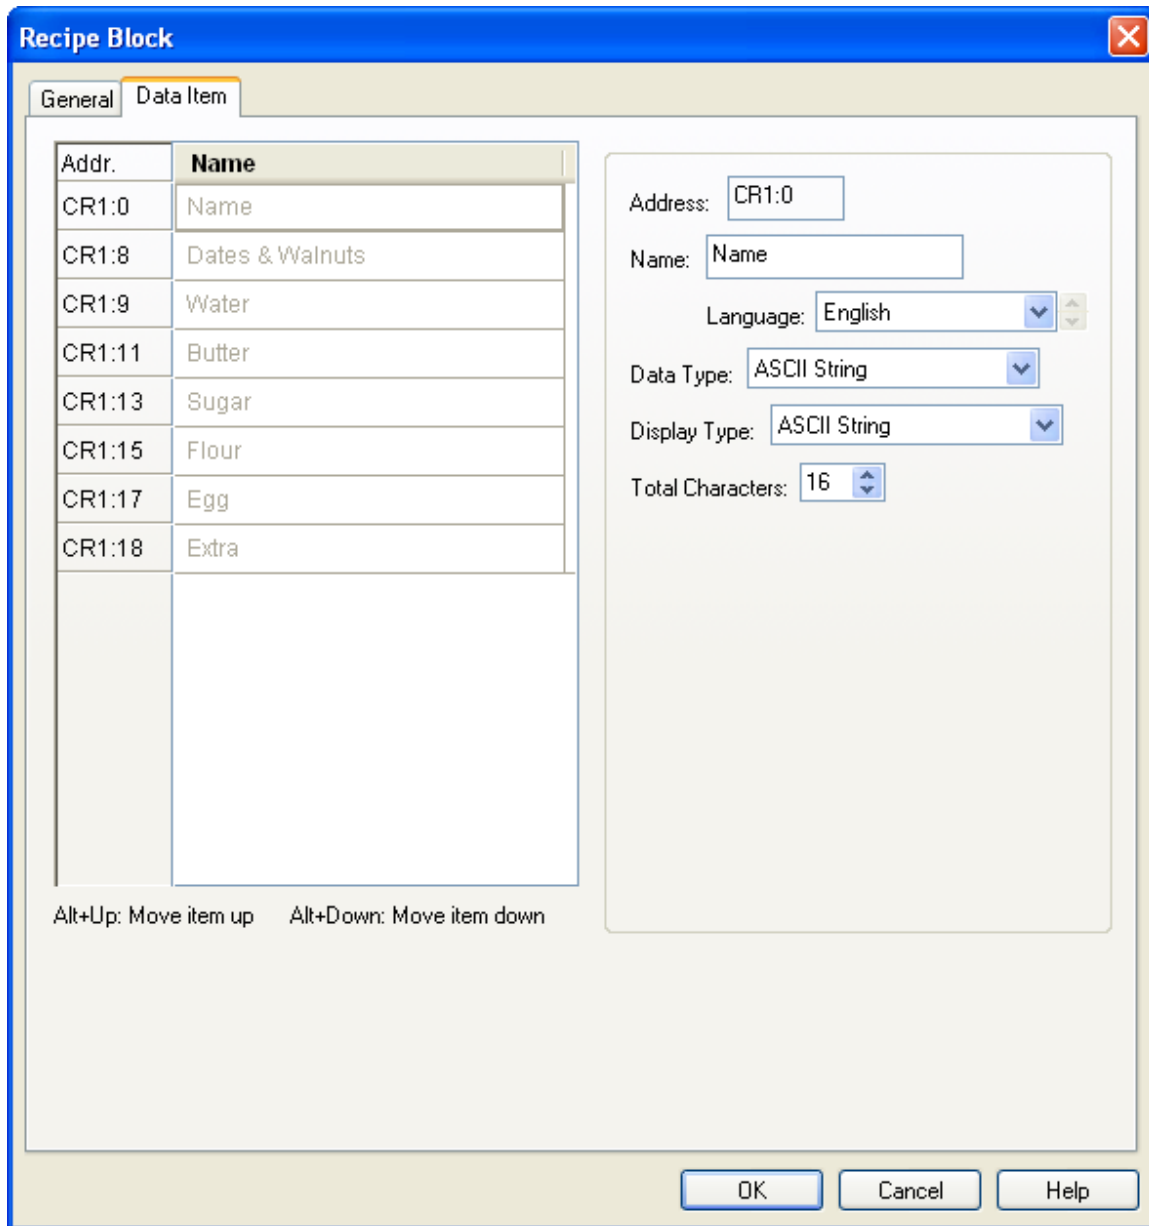 Recipe Block
General Data Item
Addr. Name
CR1:0 Name
CR1:8 Dates & Walnuts
CR1:9 Water
CR1:11 Butter
CR1:13 Sugar
CR1:15 Flour
CR1:17 Egg
CR1:18 Extra
Alt+Up: Move item up Alt+Down: Move item down
Address: CR1:0
Name: Name
Language: English
Data Type: ASCII String
Display Type: ASCII String
Total Characters: 16
OK Cancel Help